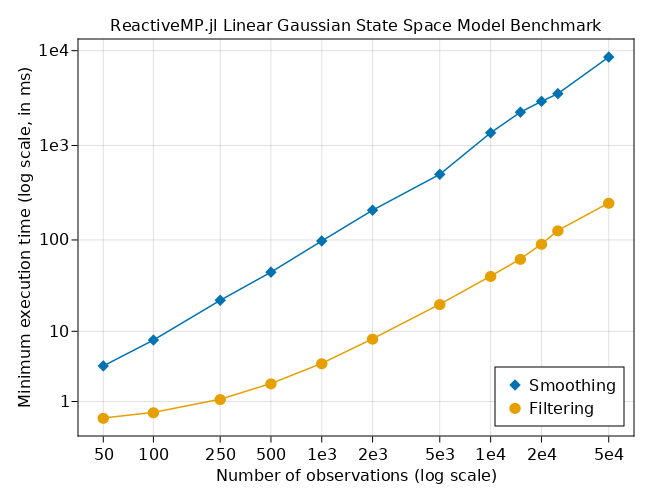 ReactiveMP.jl Linear Gaussian State Space Model Benchmark
Minimum execution time (log scale, in ms)
1e4
1e3
100
10
1
Smoothing
Filtering
50 100 250 500 1e3 2e3 5e3 1e4 2e4 5e4
Number of observations (log scale)